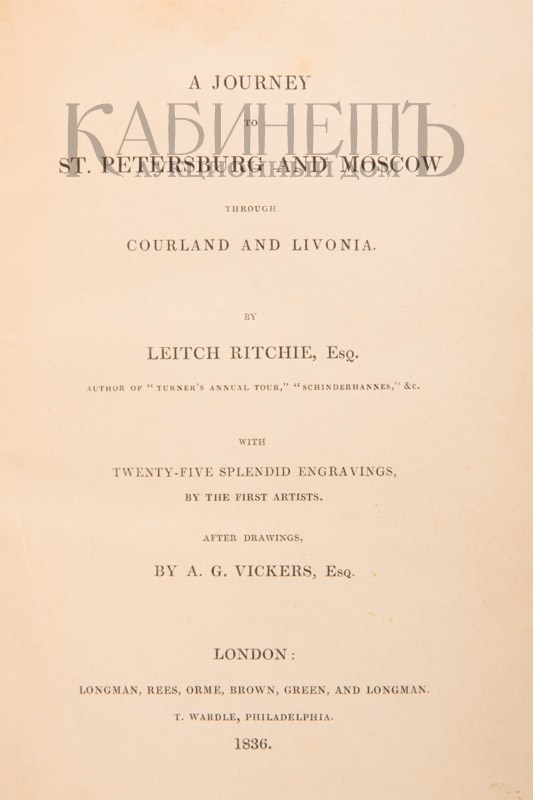 A JOURNEY
TO
КАБИНЕТЪ
ST. PETERSBURG AND MOSCOW
АУКЦИОННЫЙ ДОМ
THROUGH
COURLAND AND LIVONIA.
BY
LEITCH RITCHIE, Esq.
AUTHOR OF "TURNER'S ANNUAL TOUR," "SCHINDERHANNES," &c.
WITH
TWENTY-FIVE SPLENDID ENGRAVINGS,
BY THE FIRST ARTISTS.
AFTER DRAWINGS,
BY A. G. VICKERS, Esq.
LONDON:
LONGMAN, REES, ORME, BROWN, GREEN, AND LONGMAN.
T. WARDLE, PHILADELPHIA.
1836.